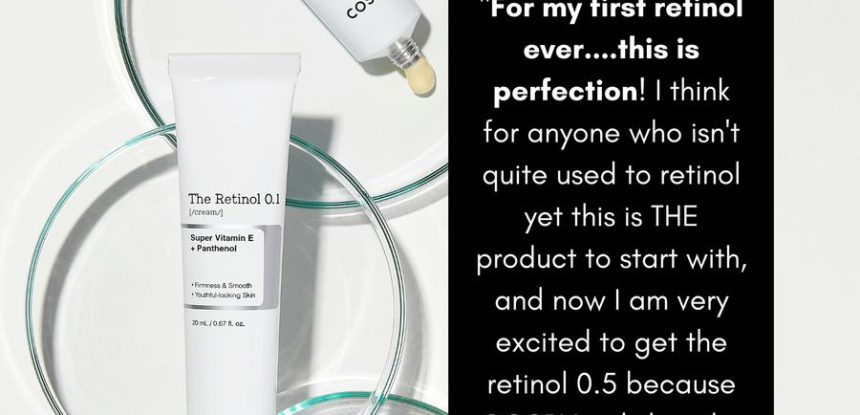 COS
The Retinol 0.1
[/cream/]
Super Vitamin E
+ Panthenol
• Firmness & Smooth
• Youthful-looking Skin
20 mL / 0.67 fl. oz.
"For my first retinol
ever....this is
perfection! I think
for anyone who isn't
quite used to retinol
yet this is THE
product to start with,
and now I am very
excited to get the
retinol 0.5 because